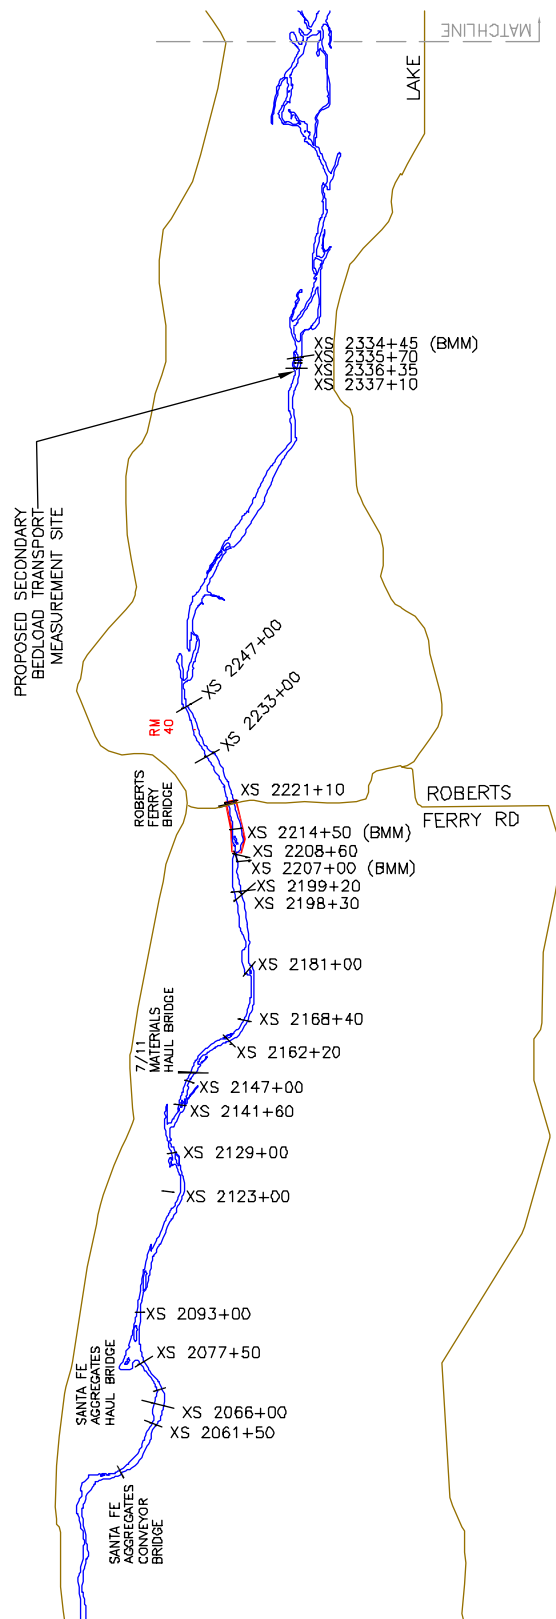 MATCHLINE
LAKE
XS 2334+45 (BMM)
XS 2335+70
XS 2336+35
XS 2337+10
PROPOSED SECONDARY
BEDLOAD TRANSPORT
MEASUREMENT SITE
XS 2247+00
RM
40
XS 2233+00
ROBERTS
FERRY
BRIDGE
XS 2221+10
ROBERTS
FERRY RD
XS 2214+50 (BMM)
XS 2208+60
XS 2207+00 (BMM)
XS 2199+20
XS 2198+30
XS 2181+00
XS 2168+40
7/11
MATERIALS
HAUL BRIDGE
XS 2162+20
XS 2147+00
XS 2141+60
XS 2129+00
XS 2123+00
XS 2093+00
XS 2077+50
SANTA FE
AGGREGATES
HAUL BRIDGE
XS 2066+00
XS 2061+50
SANTA FE
AGGREGATES
CONVEYOR
BRIDGE